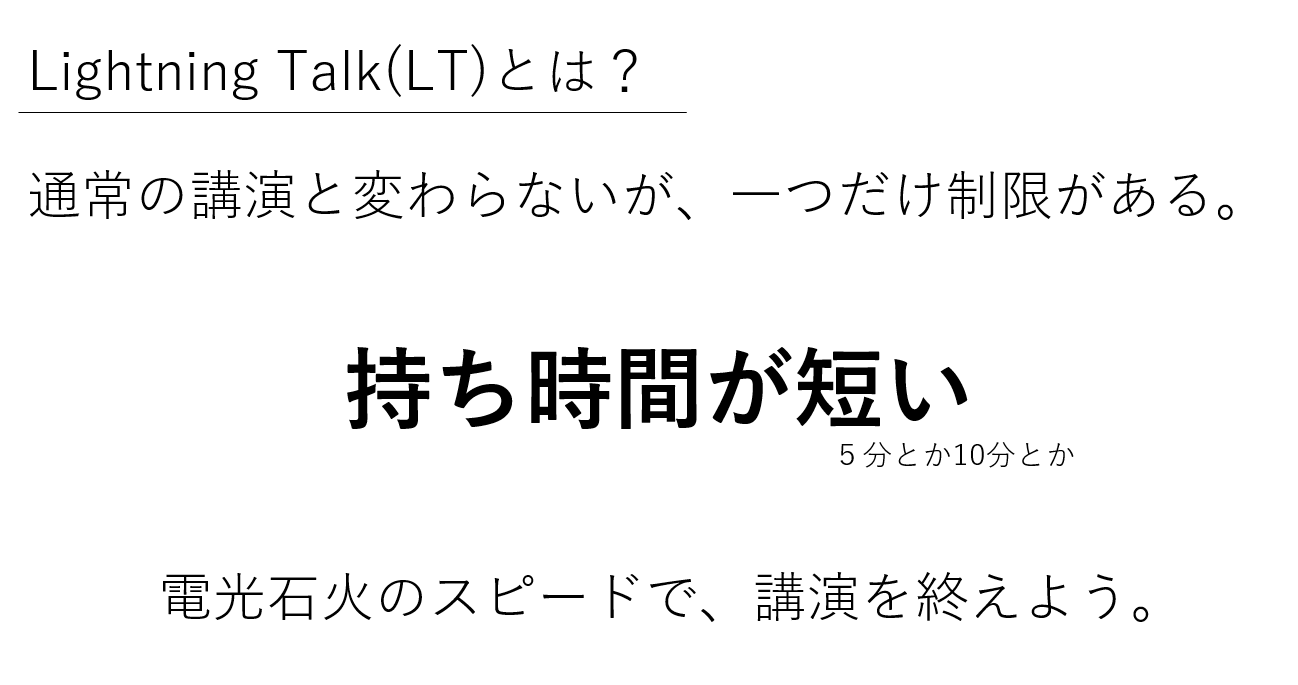 Lightning Talk(LT)とは？
通常の講演と変わらないが、一つだけ制限がある。
持ち時間が短い
５分とか10分とか
電光石火のスピードで、講演を終えよう。